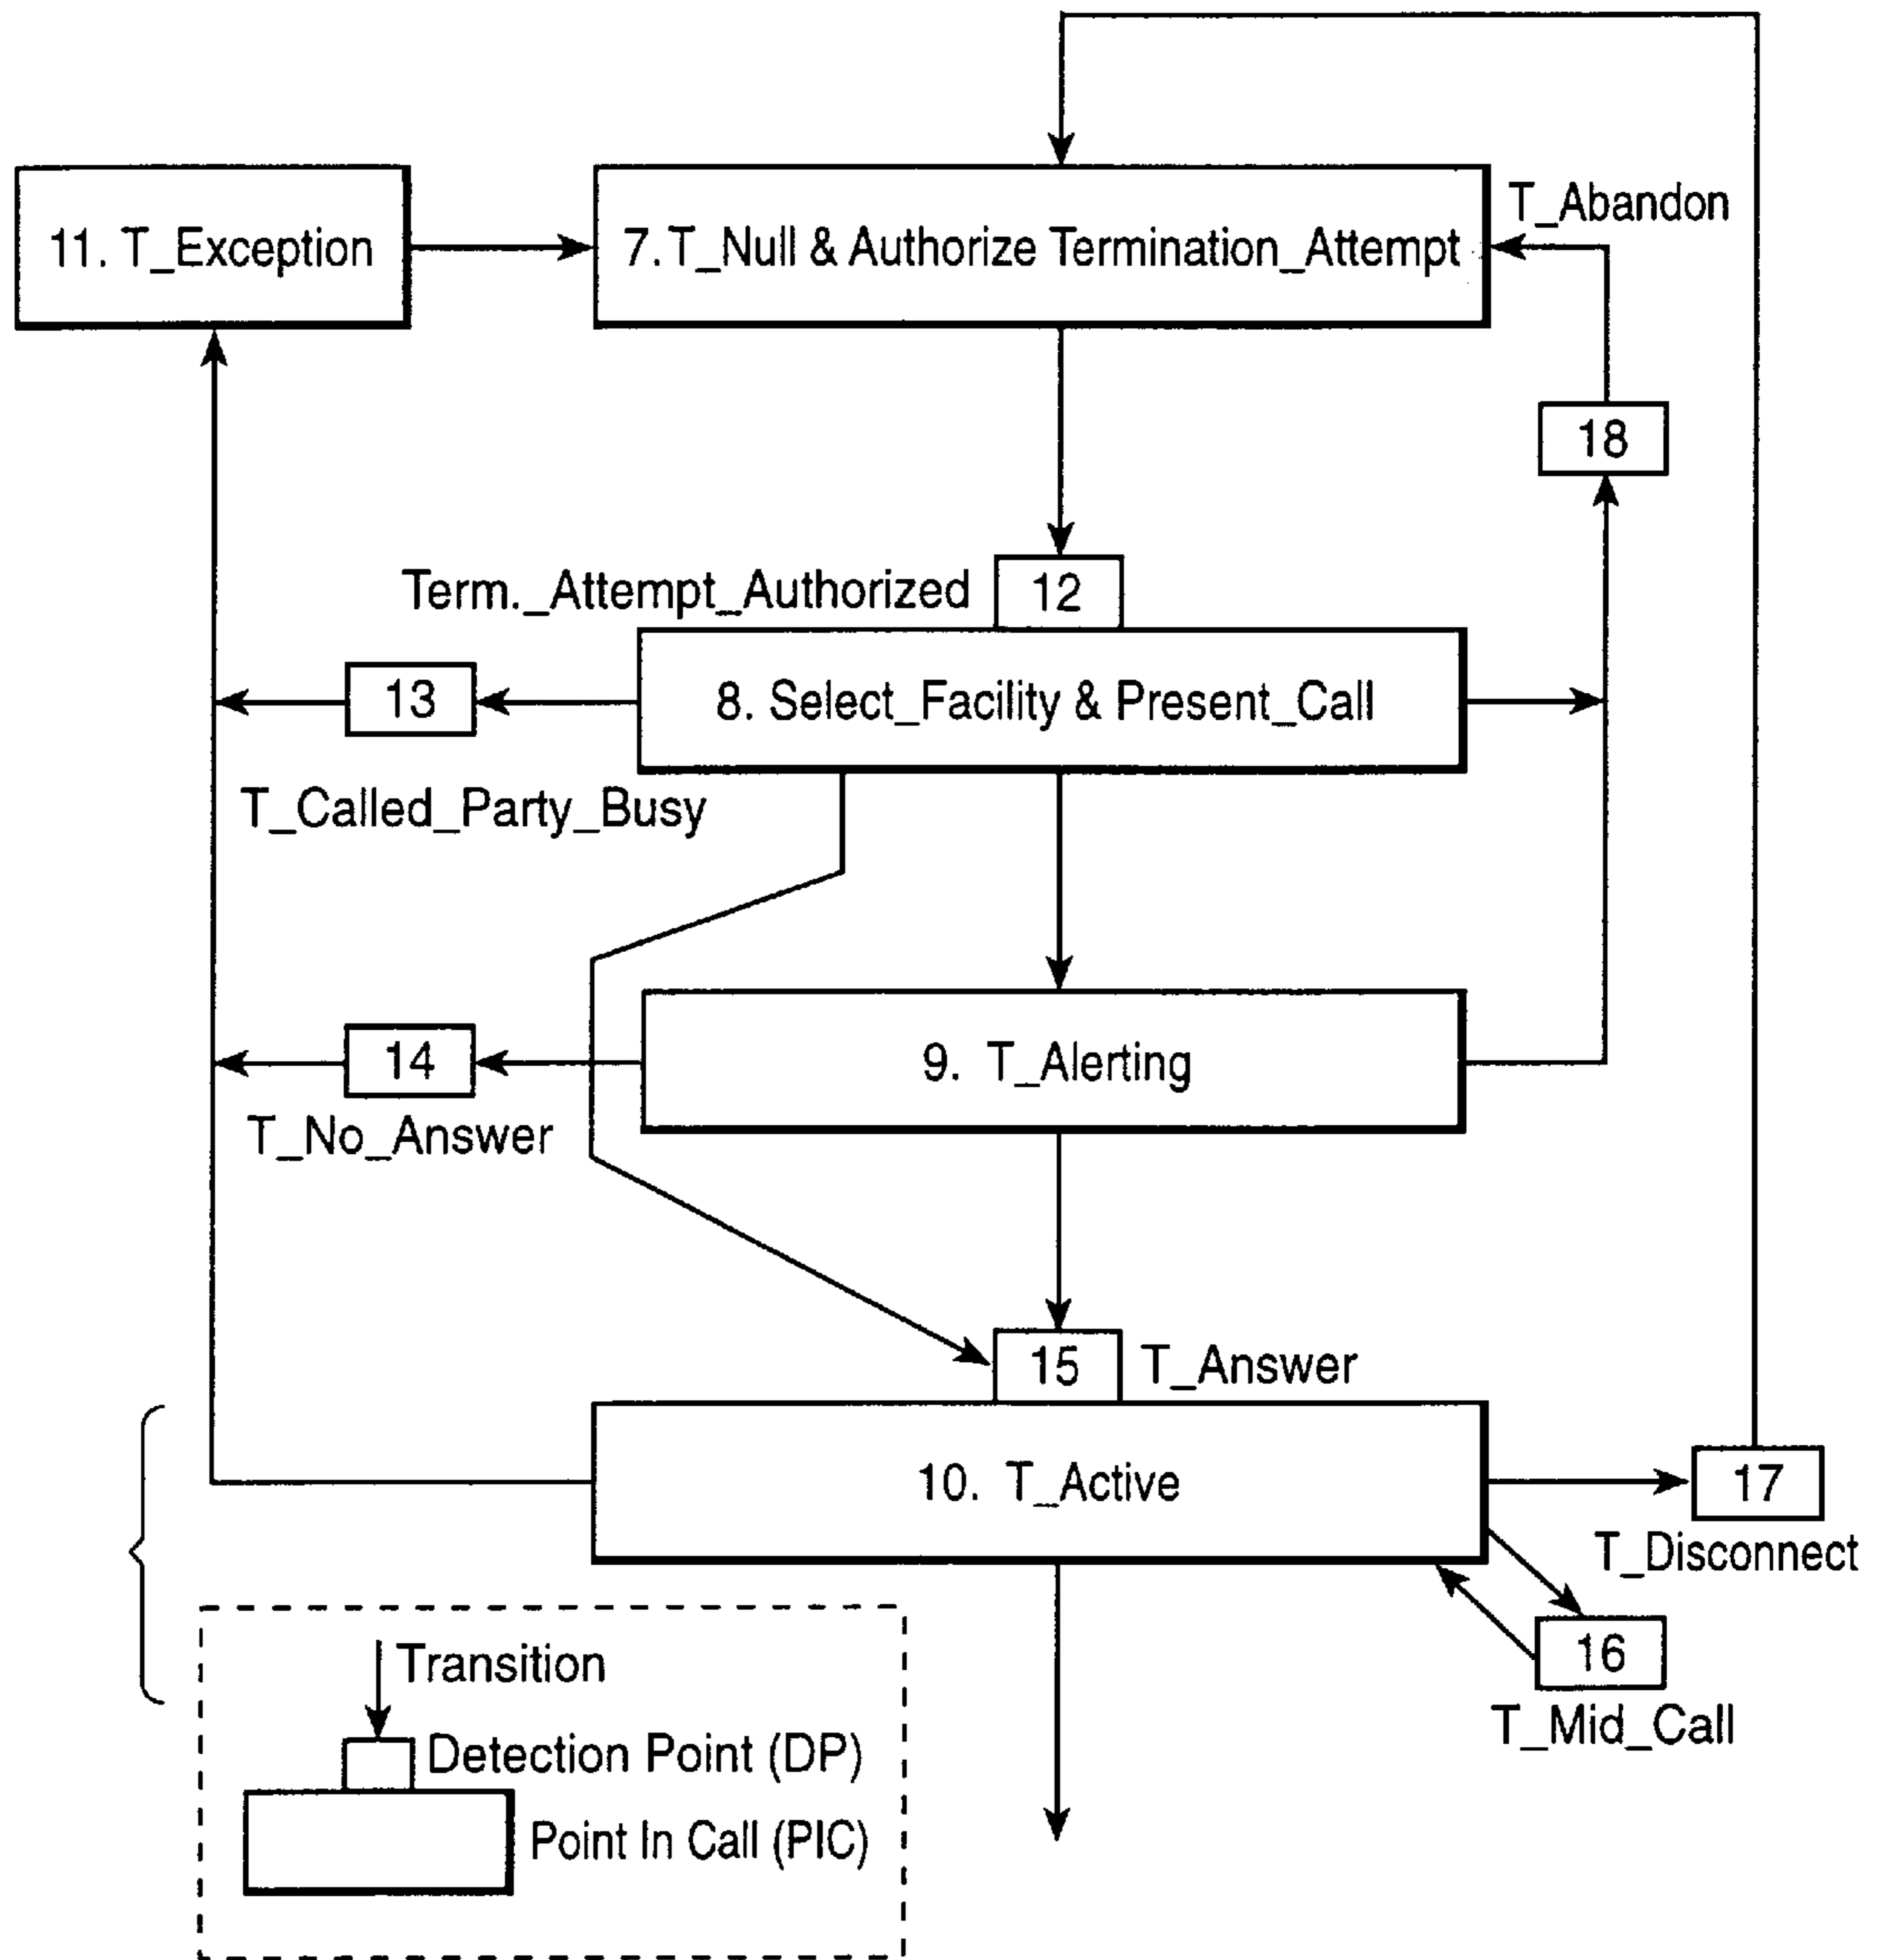 T_Abandon
11. T_Exception
7. T_Null & Authorize Termination_Attempt
18
Term._Attempt_Authorized
12
13
8. Select_Facility & Present_Call
T_Called_Party_Busy
14
9. T_Alerting
T_No_Answer
15
T_Answer
10. T_Active
17
T_Disconnect
16
T_Mid_Call
Transition
Detection Point (DP)
Point In Call (PIC)